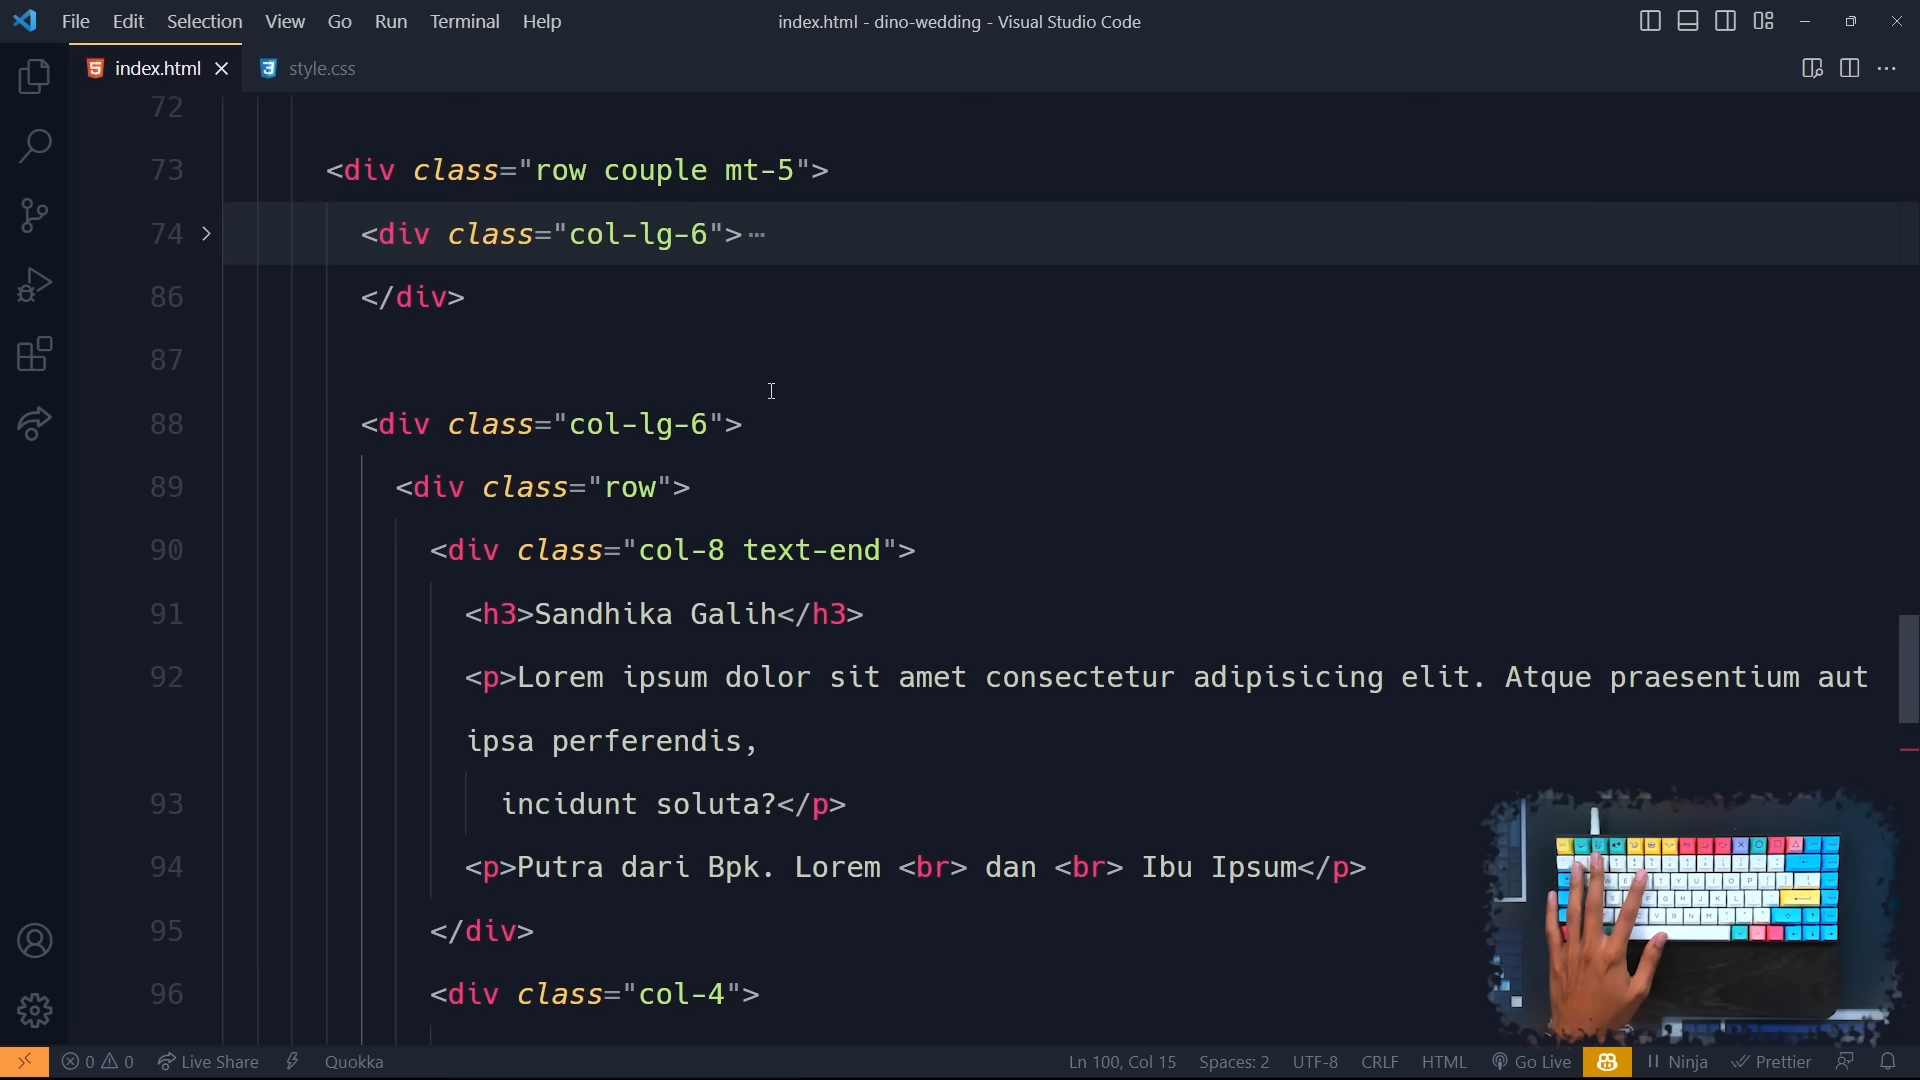 File Edit Selection View Go Run Terminal Help
index.html - dino-wedding - Visual Studio Code
index.html
style.css
72
73 <div class="row couple mt-5">
74 <div class="col-lg-6">…
86 </div>
87
88 <div class="col-lg-6">
89 <div class="row">
90 <div class="col-8 text-end">
91 <h3>Sandhika Galih</h3>
92 <p>Lorem ipsum dolor sit amet consectetur adipisicing elit. Atque praesentium aut
ipsa perferendis,
93 incidunt soluta?</p>
94 <p>Putra dari Bpk. Lorem <br> dan <br> Ibu Ipsum</p>
95 </div>
96 <div class="col-4">
0 0 Live Share Quokka Ln 100, Col 15 Spaces: 2 UTF-8 CRLF HTML Go Live Ninja Prettier